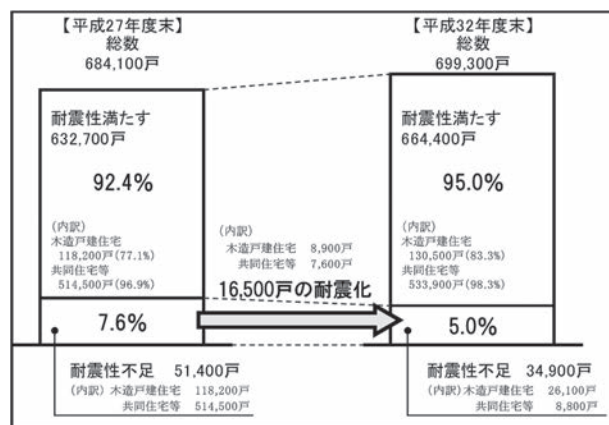 【平成27年度末】
総数
684,100戸
耐震性満たす
632,700戸
92.4%
(内訳)
木造戸建住宅
118,200戸(77.1%)
共同住宅等
514,500戸(96.9%)
7.6%
耐震性不足 51,400戸
(内訳) 木造戸建住宅 118,200戸
共同住宅等 514,500戸
(内訳)
木造戸建住宅 8,900戸
共同住宅等 7,600戸
16,500戸の耐震化
【平成32年度末】
総数
699,300戸
耐震性満たす
664,400戸
95.0%
(内訳)
木造戸建住宅
130,500戸(83.3%)
共同住宅等
533,900戸(98.3%)
5.0%
耐震性不足 34,900戸
(内訳) 木造戸建住宅 26,100戸
共同住宅等 8,800戸